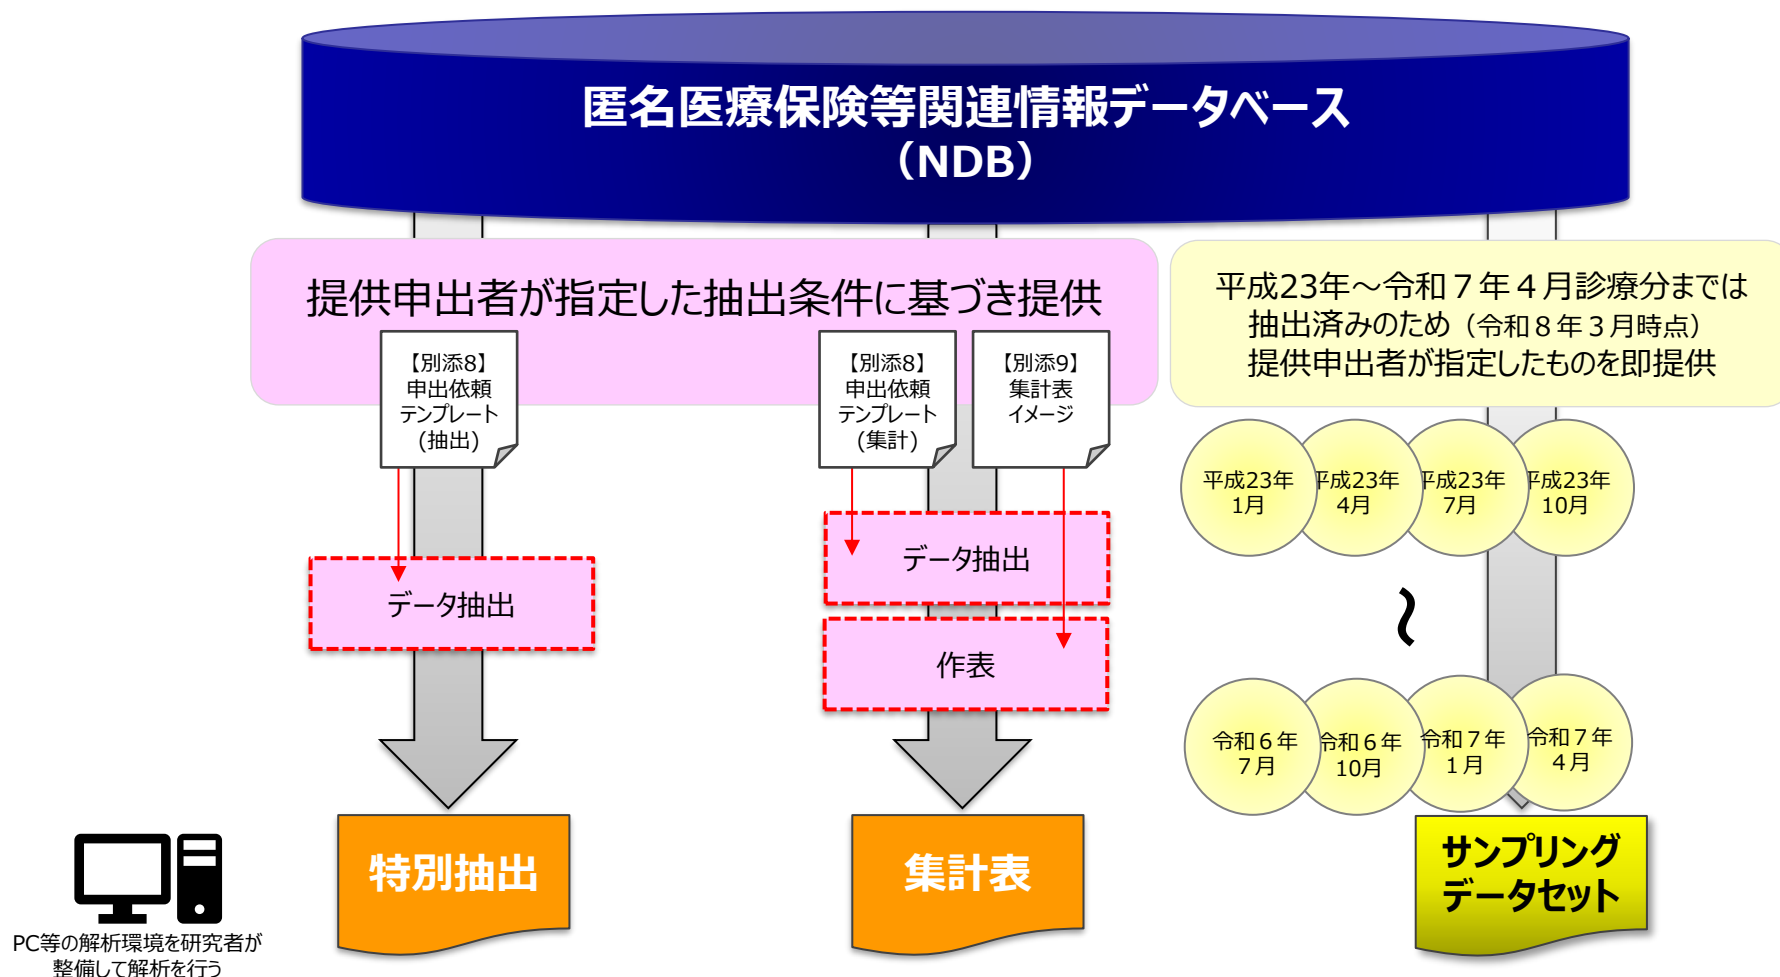 匿名医療保険等関連情報データベース
（NDB）
提供申出者が指定した抽出条件に基づき提供
【別添8】
申出依頼
テンプレート
(抽出)
データ抽出
特別抽出
【別添8】
申出依頼
テンプレート
(集計)
【別添9】
集計表
イメージ
データ抽出
作表
集計表
平成23年～令和７年４月診療分までは
抽出済みのため（令和８年３月時点）
提供申出者が指定したものを即提供
平成23年
1月
平成23年
4月
平成23年
7月
平成23年
10月
～
令和６年
７月
令和６年
10月
令和７年
１月
令和７年
４月
サンプリング
データセット
PC等の解析環境を研究者が
整備して解析を行う